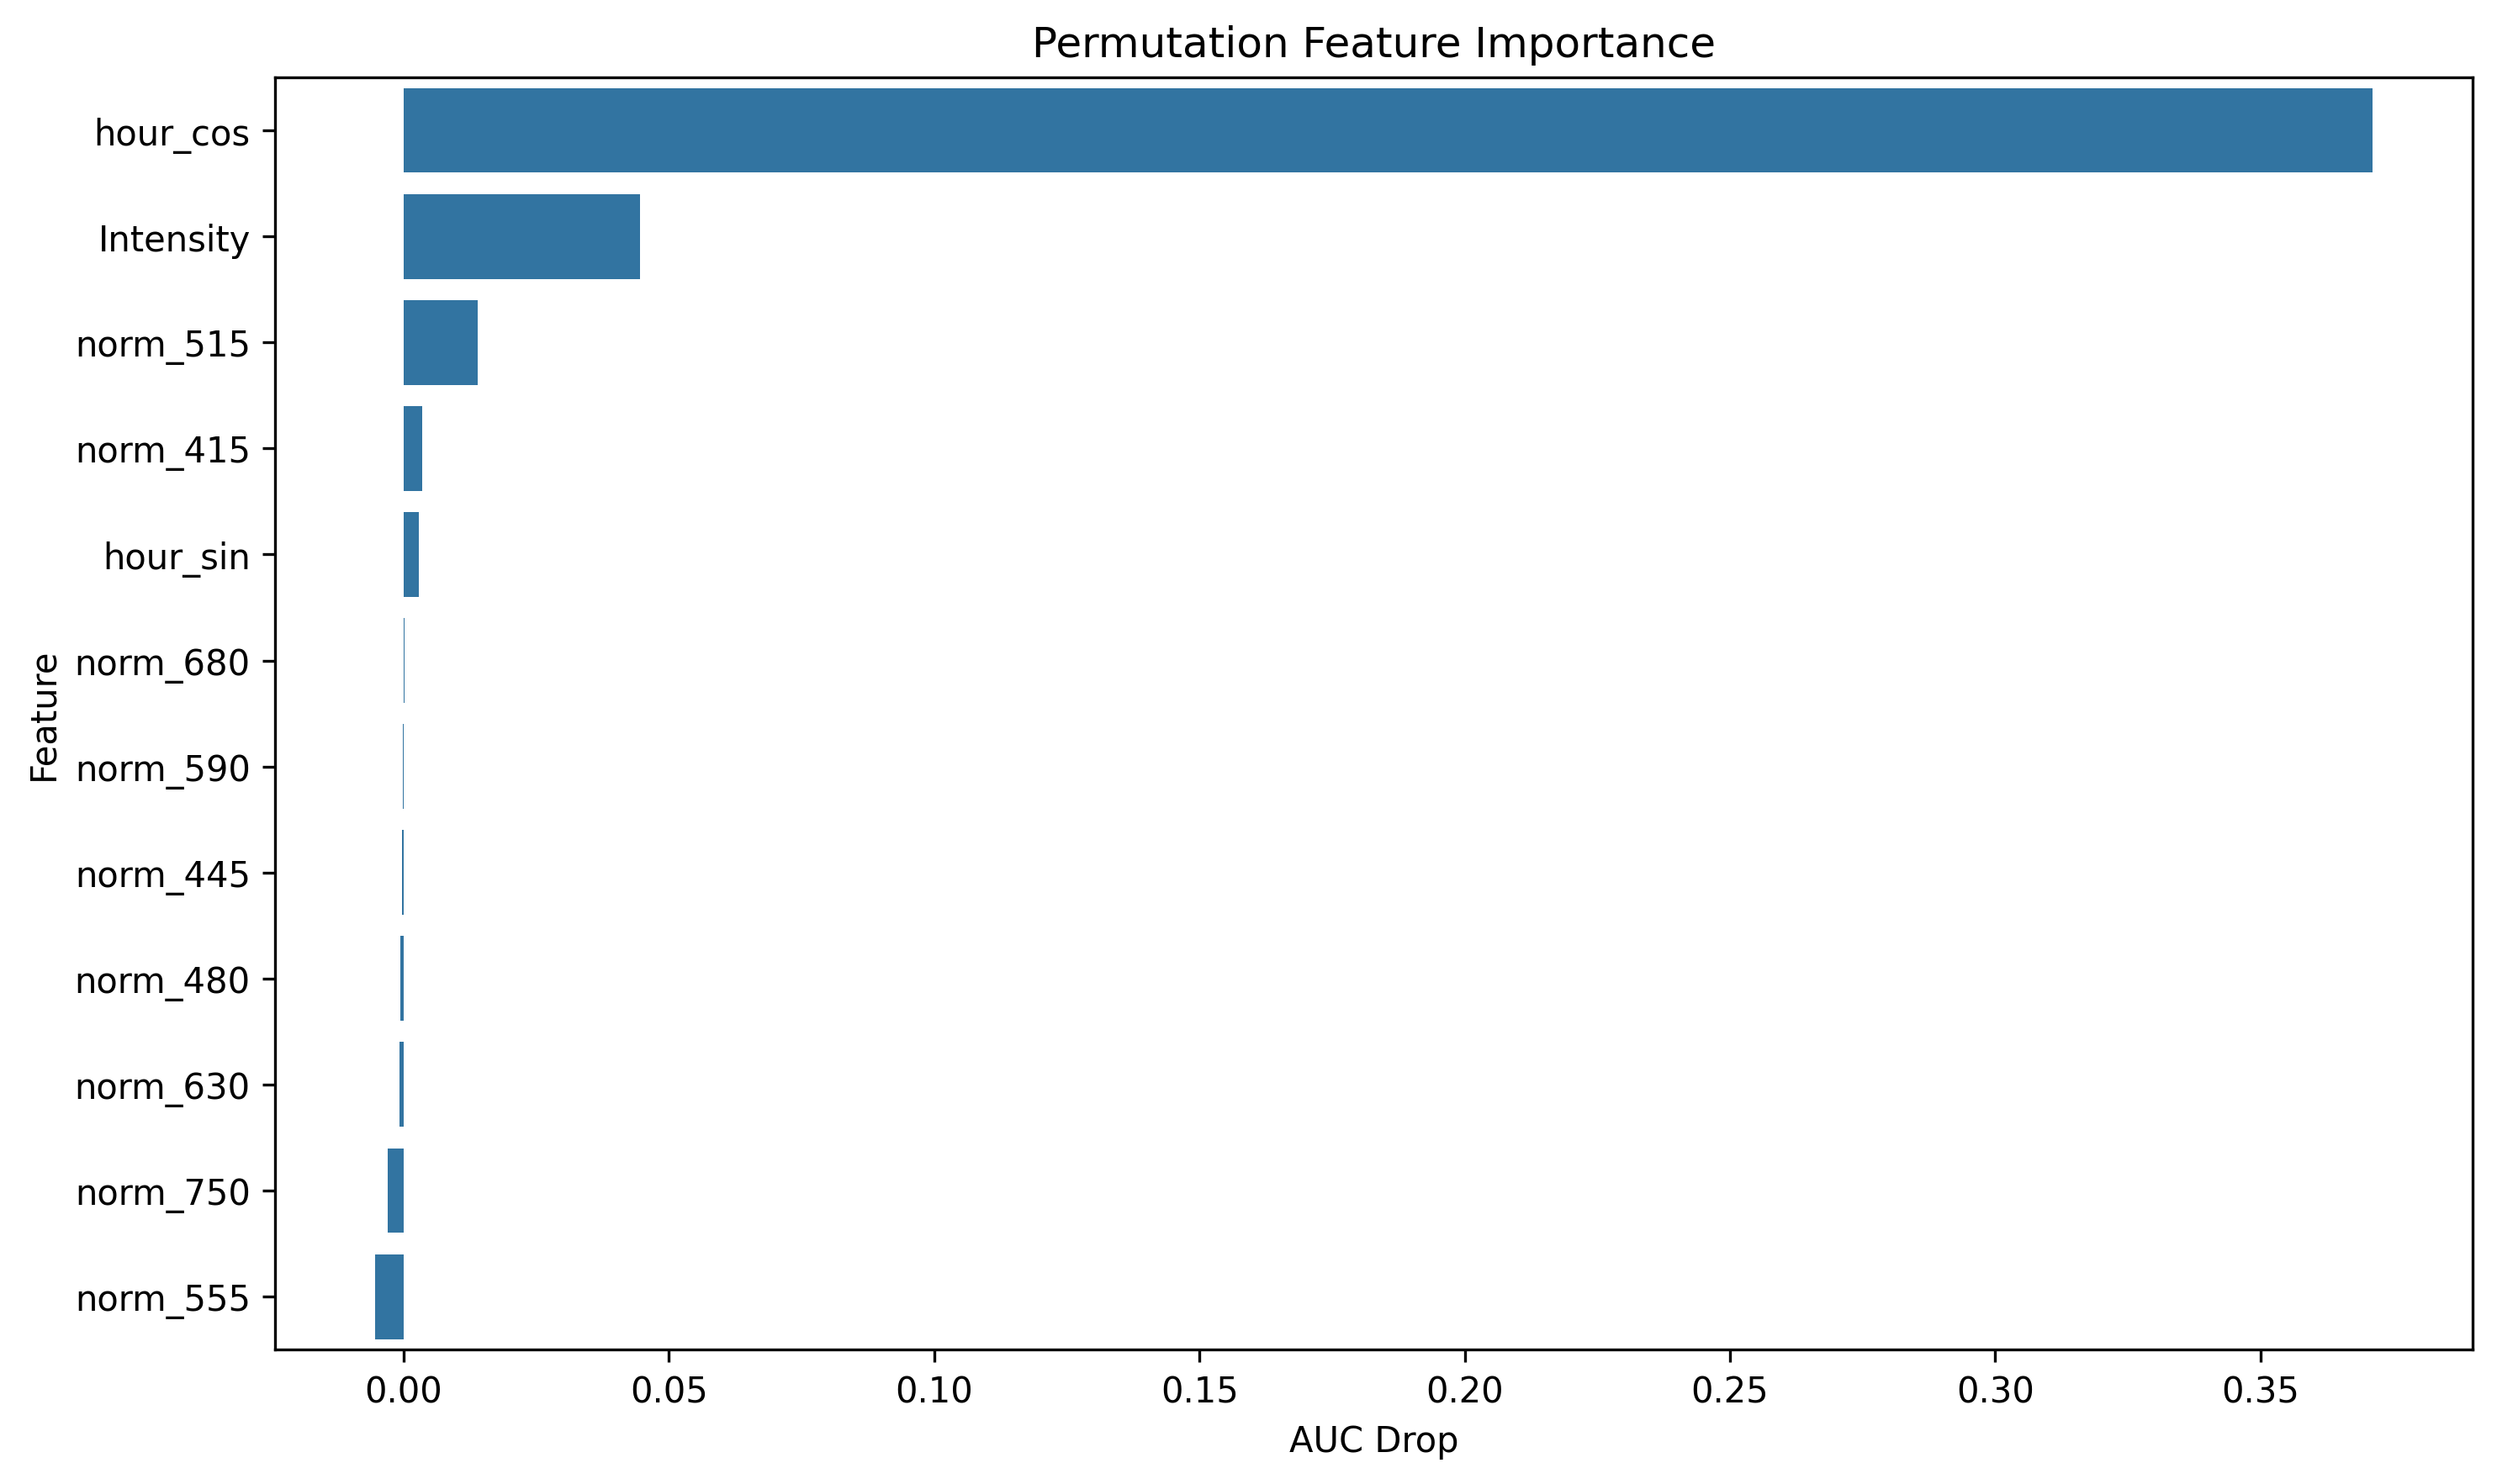 Permutation Feature Importance
hour_cos
Intensity
norm_515
norm_415
hour_sin
norm_680
norm_590
norm_445
norm_480
norm_630
norm_750
norm_555
Feature
0.00 0.05 0.10 0.15 0.20 0.25 0.30 0.35
AUC Drop